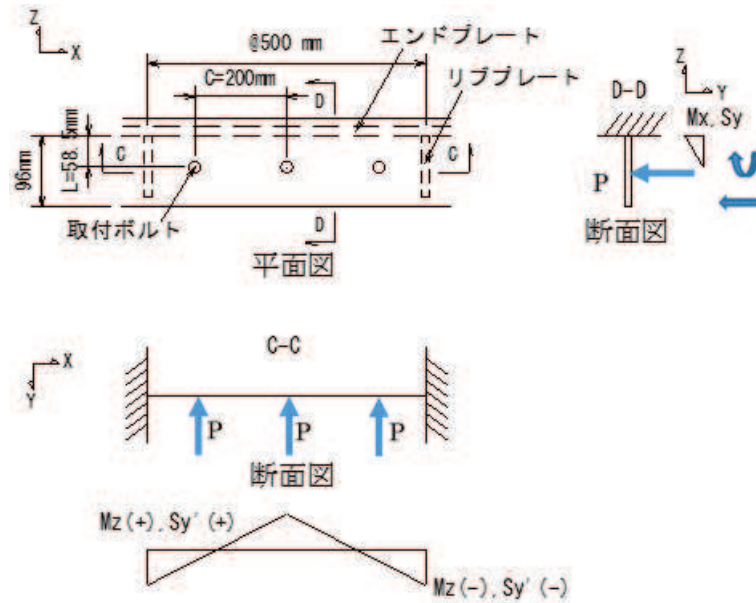 Z
X
@500 mm
エンドプレート
C=200mm
リブプレート
D
D-D
Z
Y
Mx,Sy
C
C
96mm
L=58.5mm
P
取付ボルト
D
平面図
断面図
X
Y
C-C
P
P
P
断面図
Mz(+),Sy'(+)
Mz(-),Sy'(-)